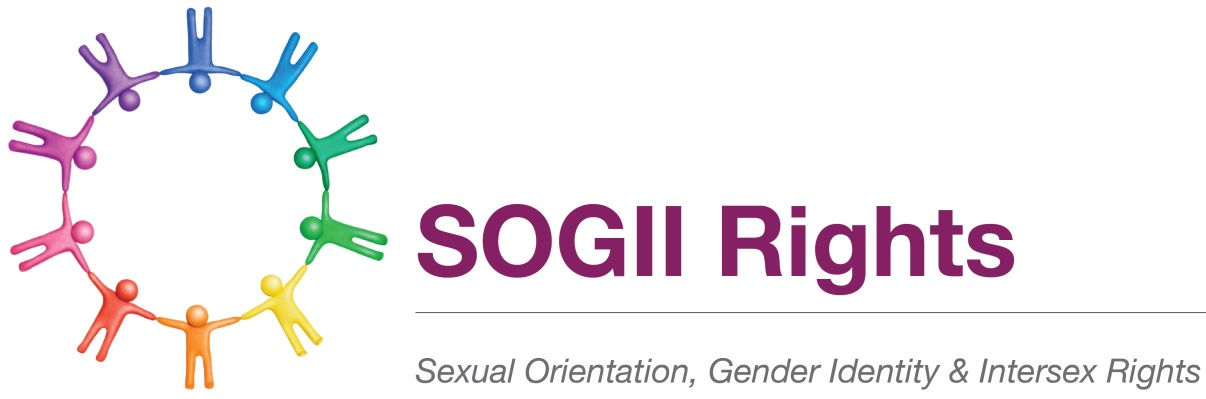 SOGII Rights
Sexual Orientation, Gender Identity & Intersex Rights